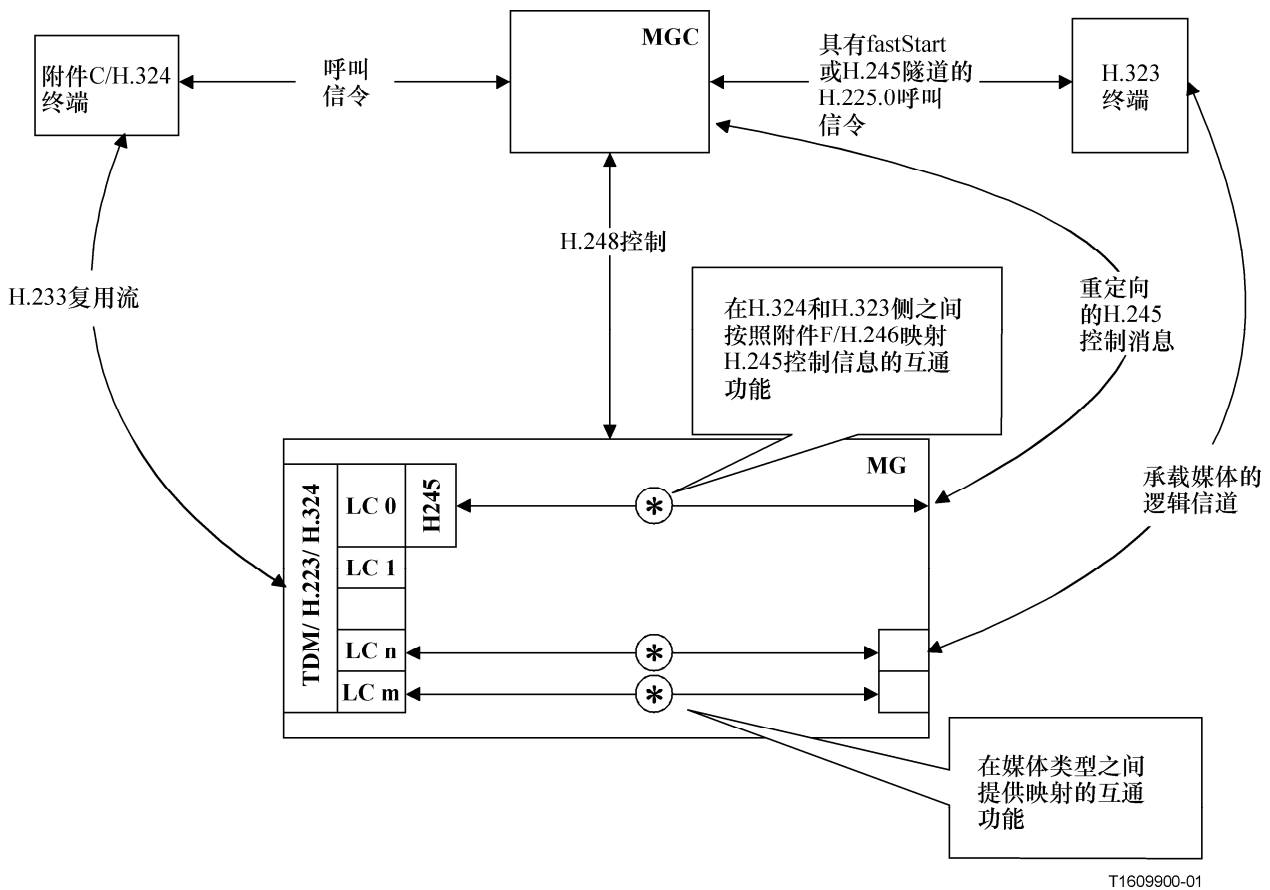 附件C/H.324
终端
呼叫
信令
MGC
具有fastStart
或H.245隧道的
H.225.0呼叫
信令
H.323
终端
H.248控制
H.233复用流
在H.324和H.323侧之间
按照附件F/H.246映射
H.245控制信息的互通
功能
重定向
的H.245
控制消息
承载媒体的
逻辑信道
MG
TDM/ H.223/ H.324
LC 0
H245
*
LC 1
LC n
*
LC m
*
在媒体类型之间
提供映射的互通
功能
T1609900-01